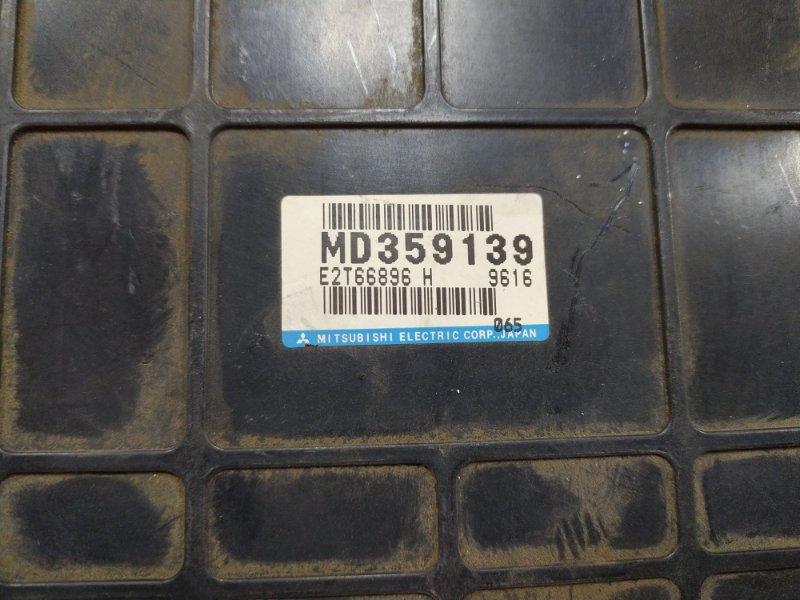 MD359139
E2T66896 H 9616
065
MITSUBISHI ELECTRIC CORP.,JAPAN